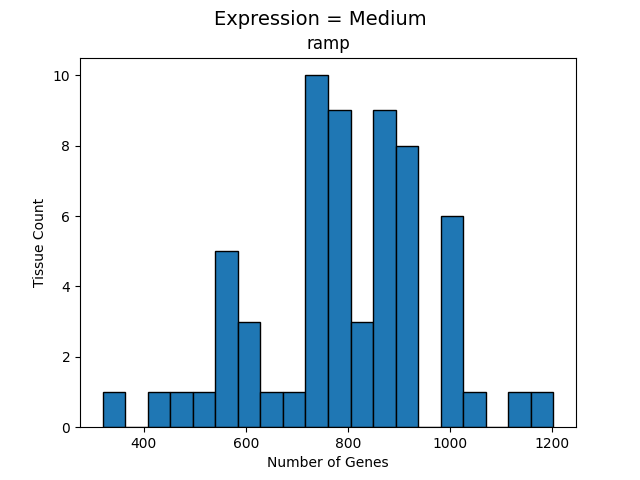 Expression = Medium
ramp
10
8
6
4
2
0
Tissue Count
400
600
800
1000
1200
Number of Genes